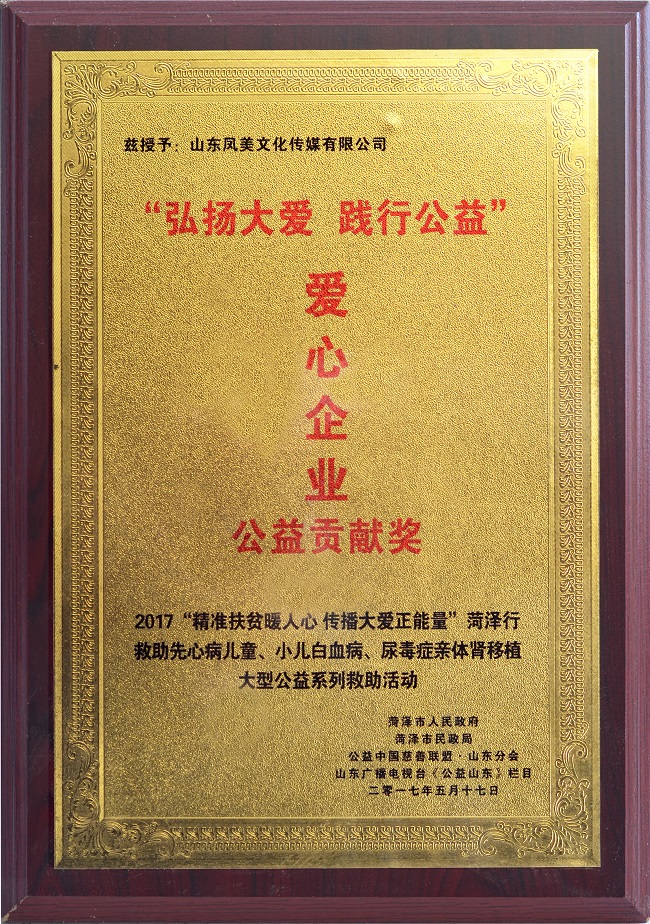 兹授予：山东凤美文化传媒有限公司
“弘扬大爱 践行公益”
爱
心
企
业
公益贡献奖
2017“精准扶贫暖人心 传播大爱正能量”菏泽行
救助先心病儿童、小儿白血病、尿毒症亲体肾移植
大型公益系列救助活动
菏泽市人民政府
菏泽市民政局
公益中国慈善联盟·山东分会
山东广播电视台《公益山东》栏目
二零一七年五月十七日